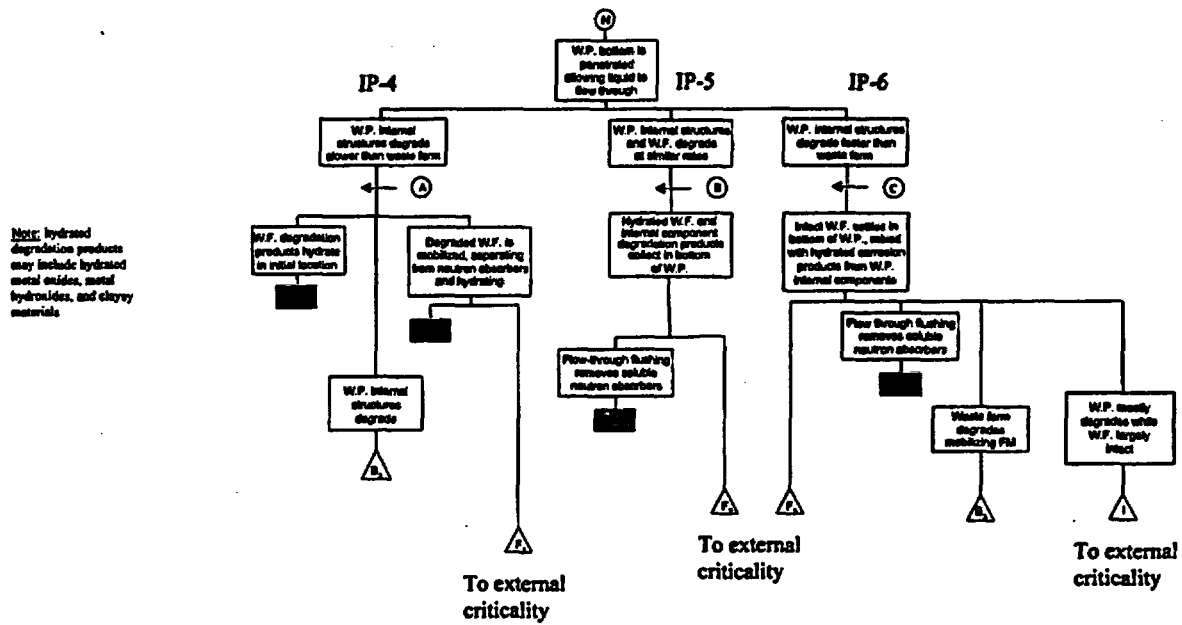 H
W.P. bottom is
penetrated
allowing liquid to
flow through
IP-4
IP-5
IP-6
W.P. internal
structures degrade
slower than waste form
W.P. internal structures
and W.F. degrade
at similar rates
W.P. internal structures
degrade faster than
waste form
A
B
C
Note: hydrated
degradation products
may include hydrated
metal oxides, metal
hydroxides, and clayey
materials
W.F. degradation
products hydrate
in initial location
Degraded W.F. is
mobilized, separating
from neutron absorbers
and hydrating
Hydrated W.F. and
internal component
degradation products
collect in bottom
of W.P.
Intact W.F. settles in
bottom of W.P., mixed
with hydrated corrosion
products from W.P.
internal components
Flow through flushing
removes soluble
neutron absorbers
Flow-through flushing
removes soluble
neutron absorbers
W.P. internal
structures
degrade
Waste form
degrades
mobilizing FM
W.P. mostly
degrades while
W.F. largely
intact
B
F
F
F
B
I
To external
criticality
To external
criticality
To external
criticality